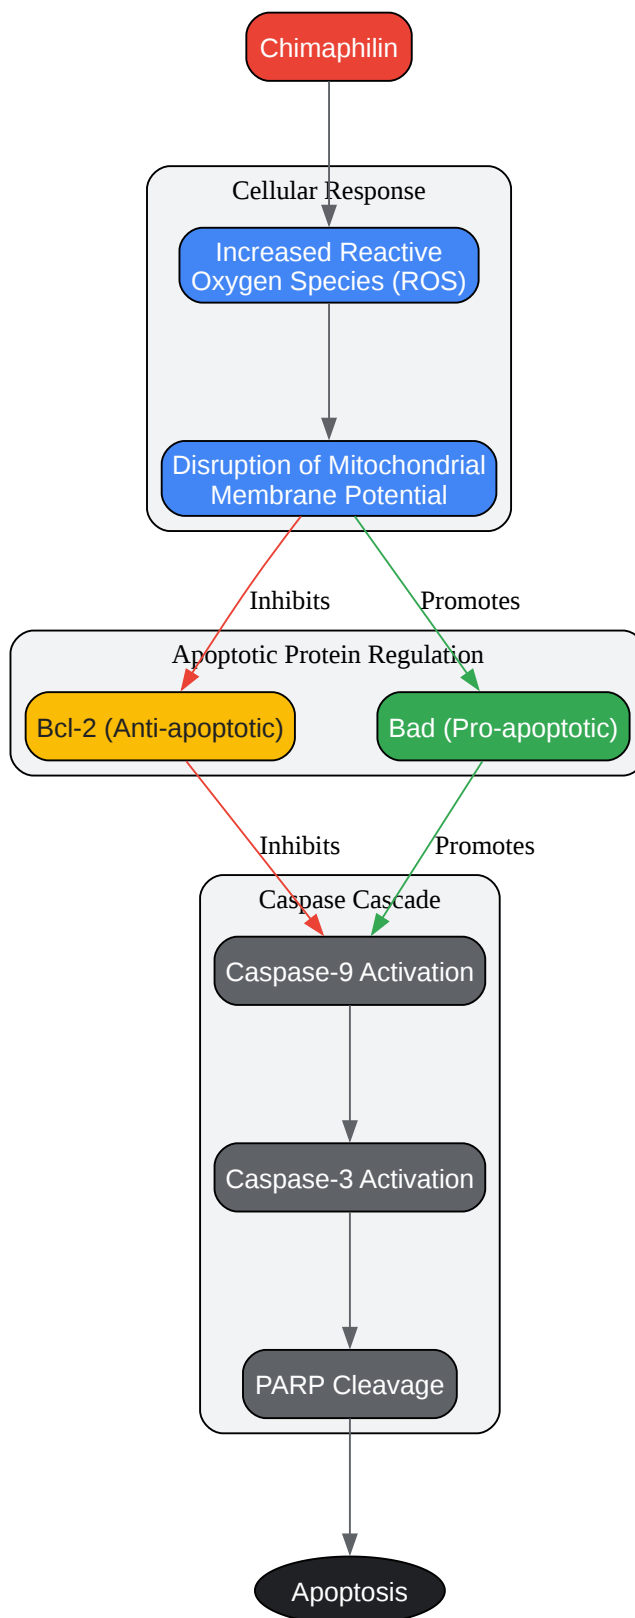 Chimaphilin
Cellular Response
Increased Reactive
Oxygen Species (ROS)
Disruption of Mitochondrial
Membrane Potential
Inhibits
Promotes
Apoptotic Protein Regulation
Bcl-2 (Anti-apoptotic)
Bad (Pro-apoptotic)
Inhibits
Promotes
Caspase Cascade
Caspase-9 Activation
Caspase-3 Activation
PARP Cleavage
Apoptosis